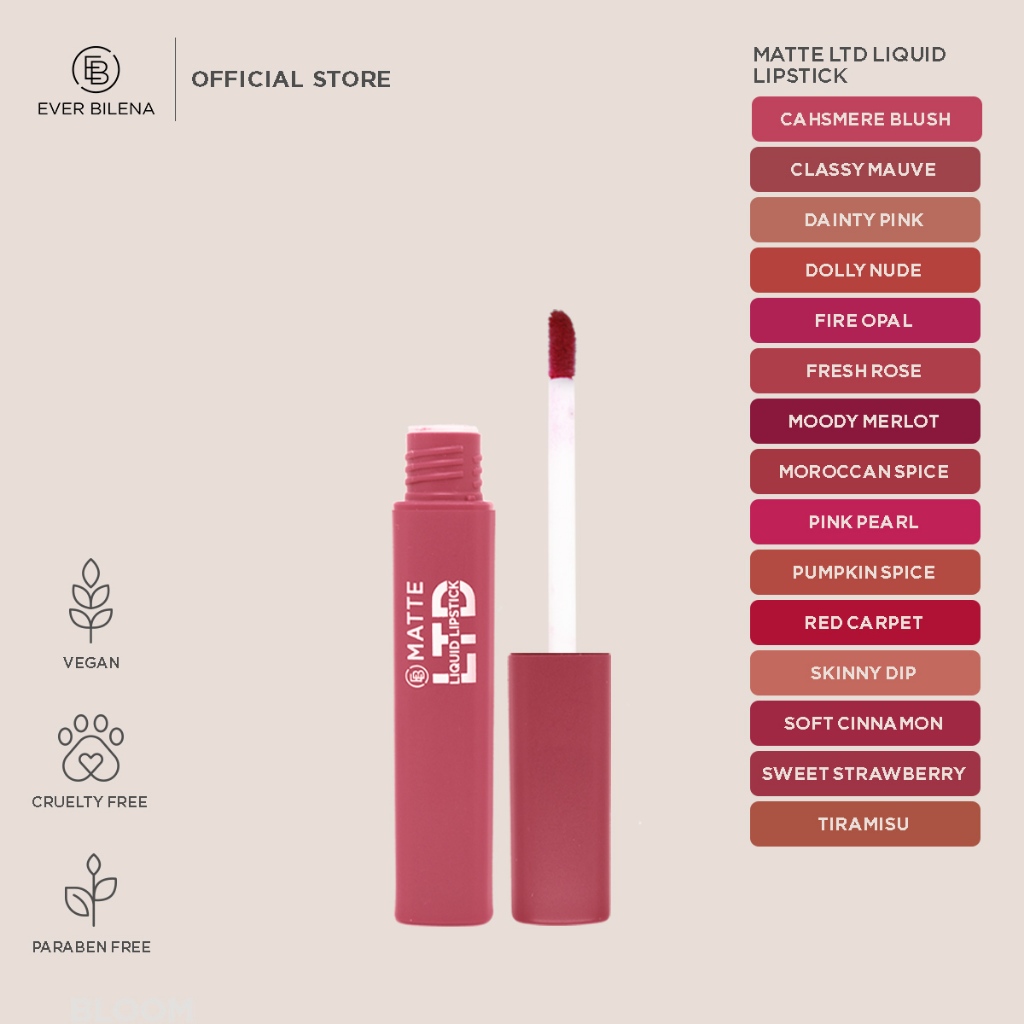 EB
EVER BILENA
OFFICIAL STORE
MATTE LTD LIQUID
LIPSTICK
CAHSMERE BLUSH
CLASSY MAUVE
DAINTY PINK
DOLLY NUDE
FIRE OPAL
FRESH ROSE
MOODY MERLOT
MOROCCAN SPICE
PINK PEARL
PUMPKIN SPICE
RED CARPET
SKINNY DIP
SOFT CINNAMON
SWEET STRAWBERRY
TIRAMISU
EB MATTE
LTD
LIQUID LIPSTICK
VEGAN
CRUELTY FREE
PARABEN FREE
BLOOM